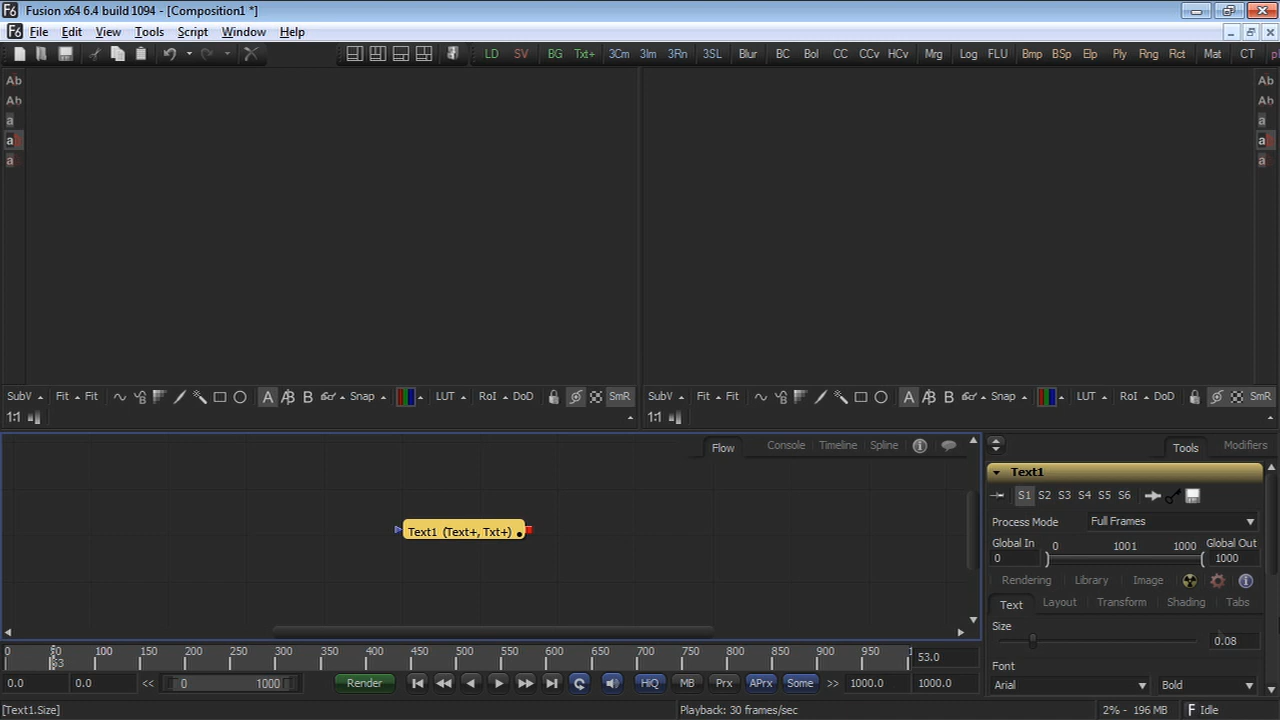 Fusion x64 6.4 build 1094 - [Composition1 *]
File Edit View Tools Script Window Help
LD SV BG Txt+ 3Cm 3Im 3Rn 3SL Blur BC Bol CC CCv HCv Mrg Log FLU Bmp BSp Elp Ply Rng Rct Mat CT
Ab Ab
Ab Ab
a a
a a
a a
SubV Fit Fit A B Snap LUT RoI DoD SmR SubV Fit Fit A B Snap LUT RoI DoD SmR
1:1 1:1
Flow Console Timeline Spline Tools Modifiers
Text1
S1 S2 S3 S4 S5 S6
Process Mode Full Frames
Text1 (Text+, Txt+)
Global In 0 1001 1000 Global Out
0 1000
Rendering Library Image
Text Layout Transform Shading Tabs
Size
0.08
Font
Arial Bold
0 50 100 150 200 250 300 350 400 450 500 550 600 650 700 750 800 850 900 950 53.0
53
0.0 0.0 << 0 1000 Render HiQ MB Prx APrx Some >> 1000.0 1000.0
[Text1.Size] Playback: 30 frames/sec 2% - 196 MB F Idle